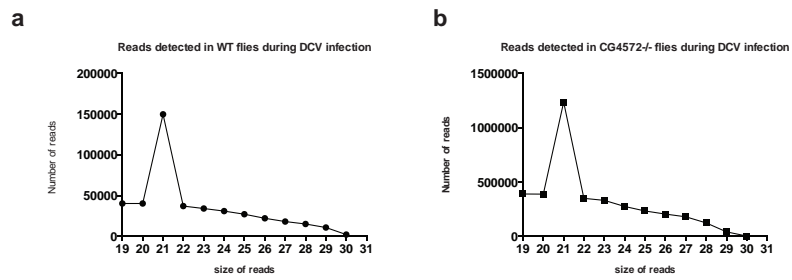 a
Reads detected in WT flies during DCV infection
200000
150000
100000
50000
0
Number of reads
19 20 21 22 23 24 25 26 27 28 29 30 31
size of reads
b
Reads detected in CG4572-/- flies during DCV infection
1500000
1000000
500000
0
Number of reads
19 20 21 22 23 24 25 26 27 28 29 30 31
size of reads